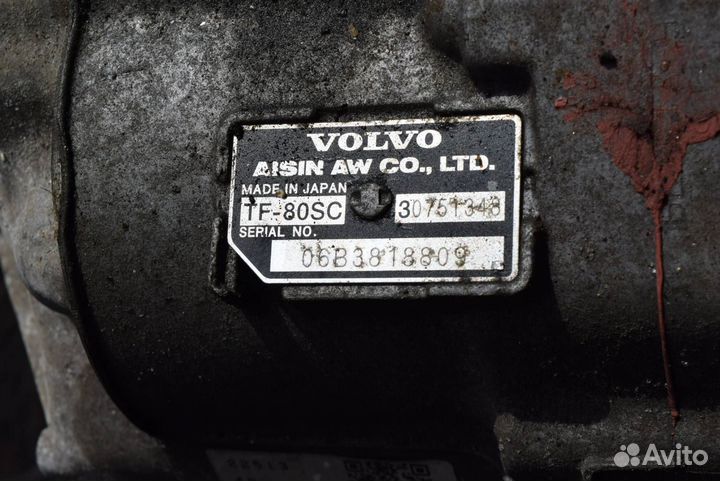 VOLVO
AISIN AW CO., LTD.
MADE IN JAPAN
TF-80SC 30751348
SERIAL NO.
06B3818809
Avito